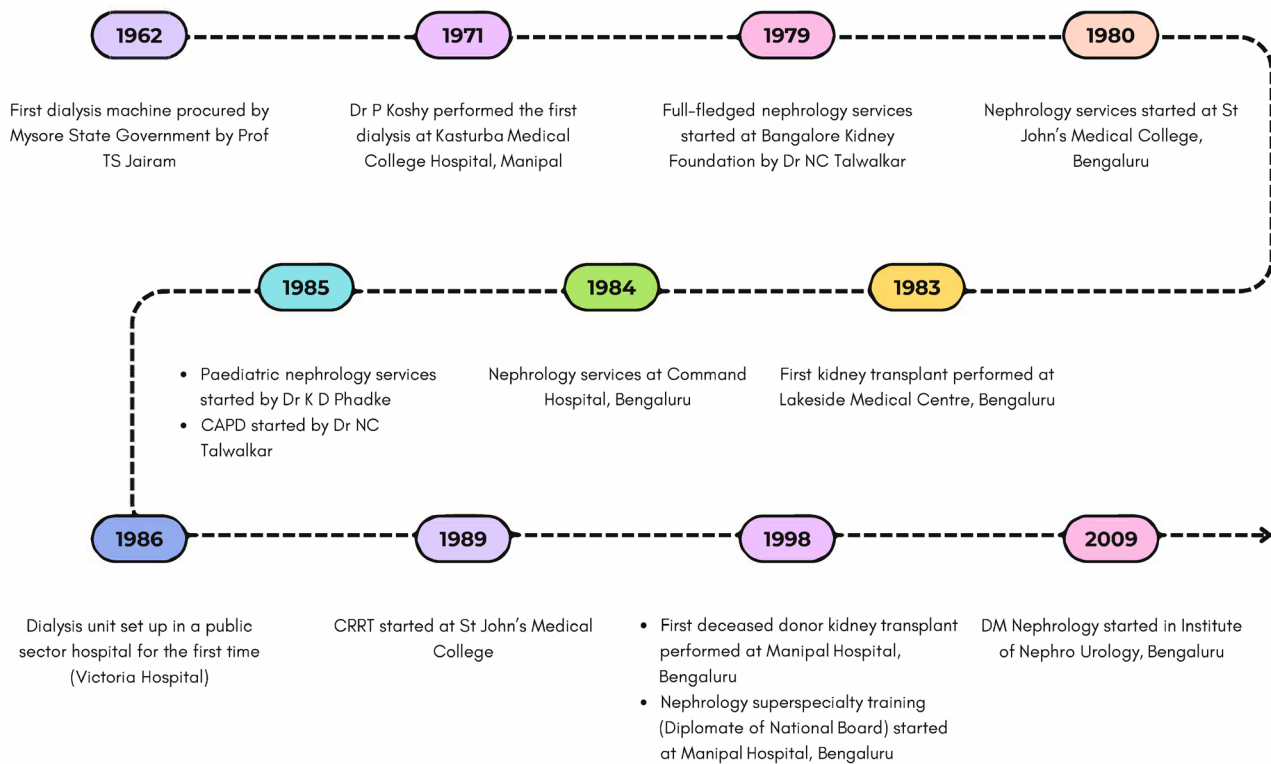 1962
First dialysis machine procured by
Mysore State Government by Prof
TS Jairam
1971
Dr P Koshy performed the first
dialysis at Kasturba Medical
College Hospital, Manipal
1979
Full-fledged nephrology services
started at Bangalore Kidney
Foundation by Dr NC Talwalkar
1980
Nephrology services started at St
John's Medical College,
Bengaluru
1983
First kidney transplant performed at
Lakeside Medical Centre, Bengaluru
1984
Nephrology services at Command
Hospital, Bengaluru
1985
• Paediatric nephrology services
started by Dr K D Phadke
• CAPD started by Dr NC
Talwalkar
1986
Dialysis unit set up in a public
sector hospital for the first time
(Victoria Hospital)
1989
CRRT started at St John's Medical
College
1998
• First deceased donor kidney transplant
performed at Manipal Hospital,
Bengaluru
• Nephrology superspecialty training
(Diplomate of National Board) started
at Manipal Hospital, Bengaluru
2009
DM Nephrology started in Institute
of Nephro Urology, Bengaluru